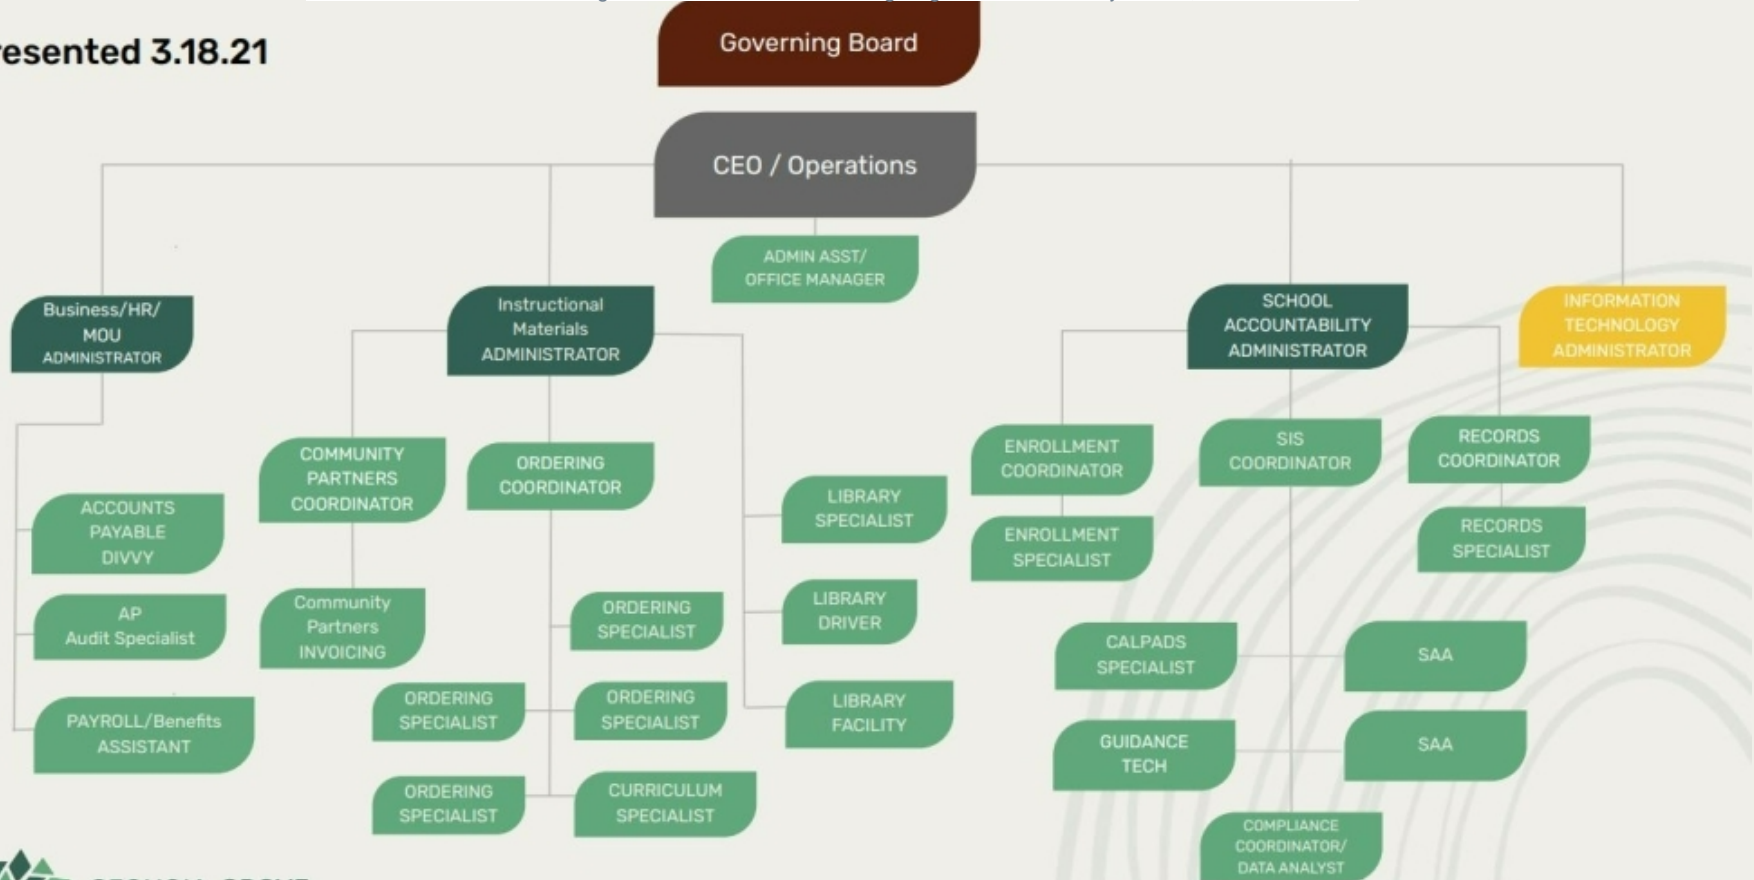 resented 3.18.21
Governing Board
CEO / Operations
ADMIN ASST/
OFFICE MANAGER
Business/HR/
MOU
ADMINISTRATOR
Instructional
Materials
ADMINISTRATOR
SCHOOL
ACCOUNTABILITY
ADMINISTRATOR
INFORMATION
TECHNOLOGY
ADMINISTRATOR
ACCOUNTS
PAYABLE
DIVVY
AP
Audit Specialist
PAYROLL/Benefits
ASSISTANT
COMMUNITY
PARTNERS
COORDINATOR
Community
Partners
INVOICING
ORDERING
COORDINATOR
ORDERING
SPECIALIST
ORDERING
SPECIALIST
ORDERING
SPECIALIST
ORDERING
SPECIALIST
CURRICULUM
SPECIALIST
LIBRARY
SPECIALIST
LIBRARY
DRIVER
LIBRARY
FACILITY
ENROLLMENT
COORDINATOR
ENROLLMENT
SPECIALIST
SIS
COORDINATOR
RECORDS
COORDINATOR
RECORDS
SPECIALIST
CALPADS
SPECIALIST
SAA
GUIDANCE
TECH
SAA
COMPLIANCE
COORDINATOR/
DATA ANALYST